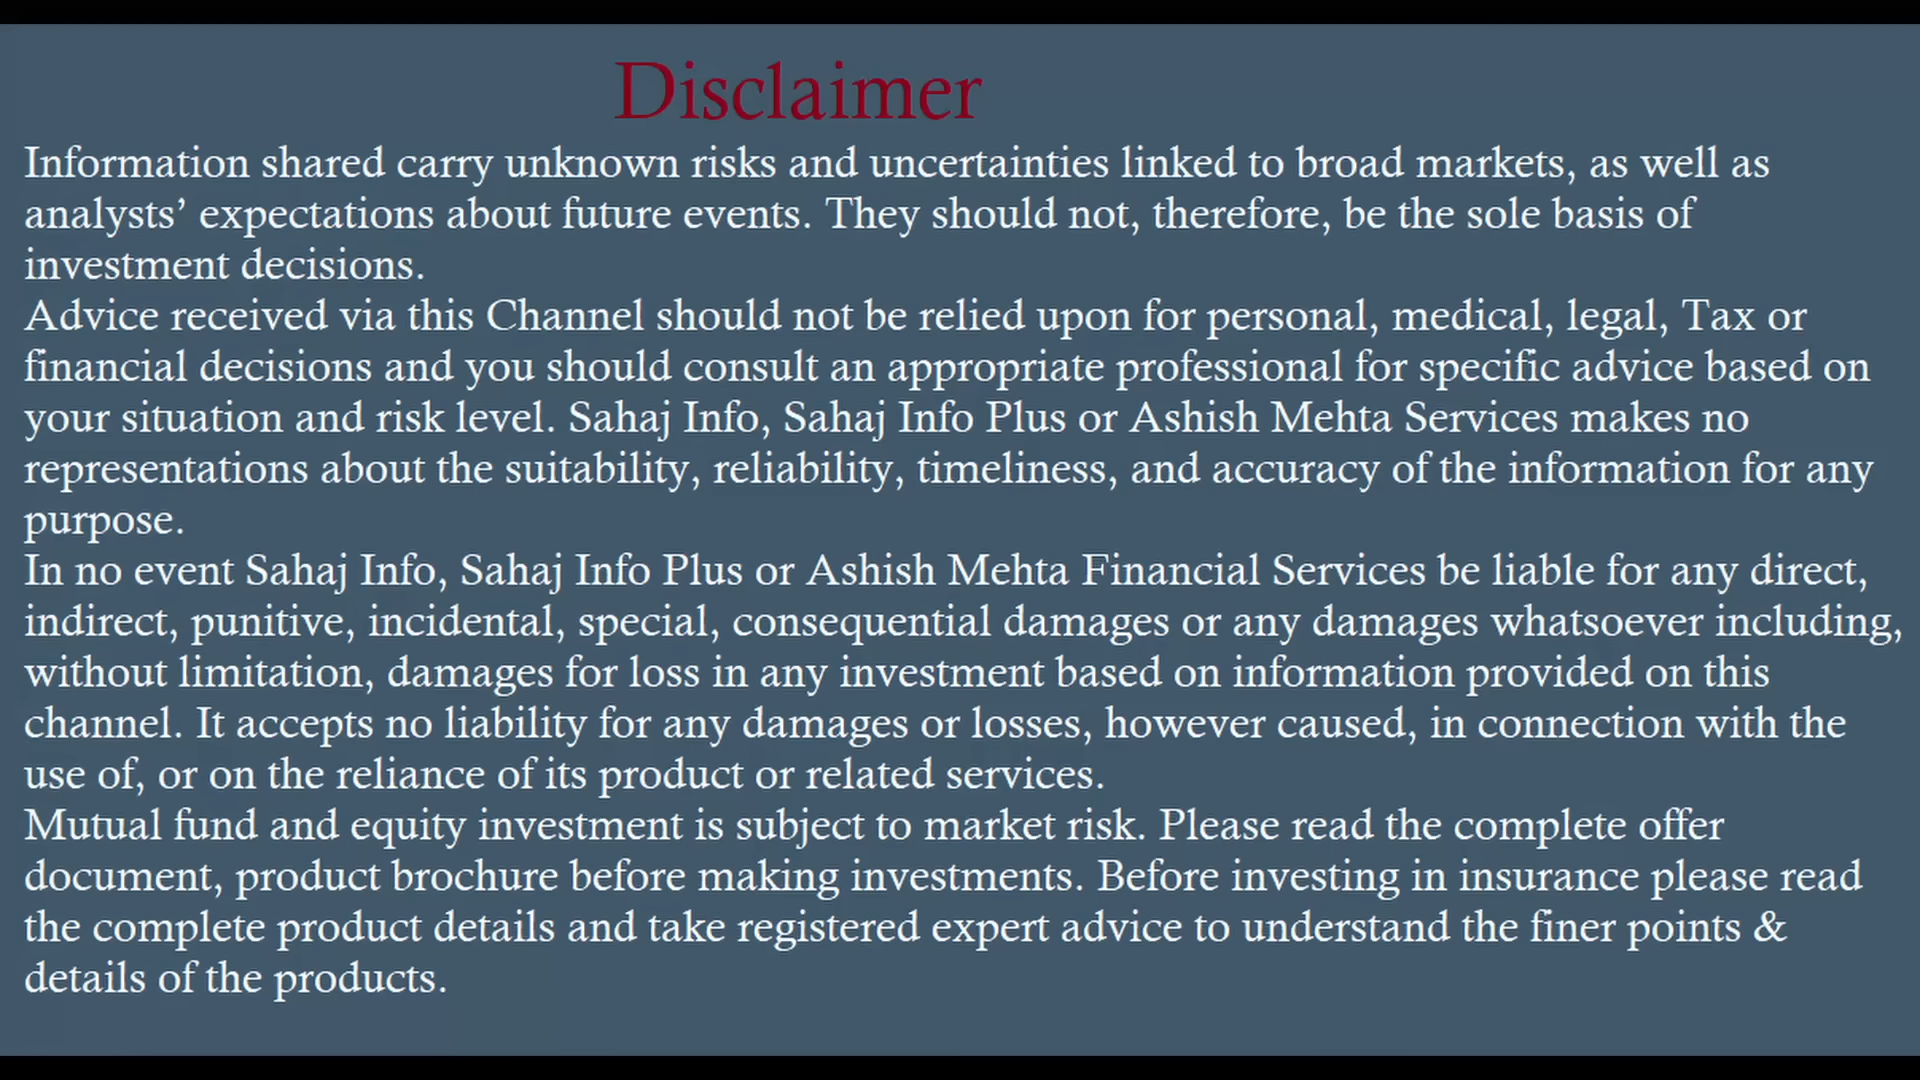 Disclaimer
Information shared carry unknown risks and uncertainties linked to broad markets, as well as
analysts’ expectations about future events. They should not, therefore, be the sole basis of
investment decisions.
Advice received via this Channel should not be relied upon for personal, medical, legal, Tax or
financial decisions and you should consult an appropriate professional for specific advice based on
your situation and risk level. Sahaj Info, Sahaj Info Plus or Ashish Mehta Services makes no
representations about the suitability, reliability, timeliness, and accuracy of the information for any
purpose.
In no event Sahaj Info, Sahaj Info Plus or Ashish Mehta Financial Services be liable for any direct,
indirect, punitive, incidental, special, consequential damages or any damages whatsoever including,
without limitation, damages for loss in any investment based on information provided on this
channel. It accepts no liability for any damages or losses, however caused, in connection with the
use of, or on the reliance of its product or related services.
Mutual fund and equity investment is subject to market risk. Please read the complete offer
document, product brochure before making investments. Before investing in insurance please read
the complete product details and take registered expert advice to understand the finer points &
details of the products.